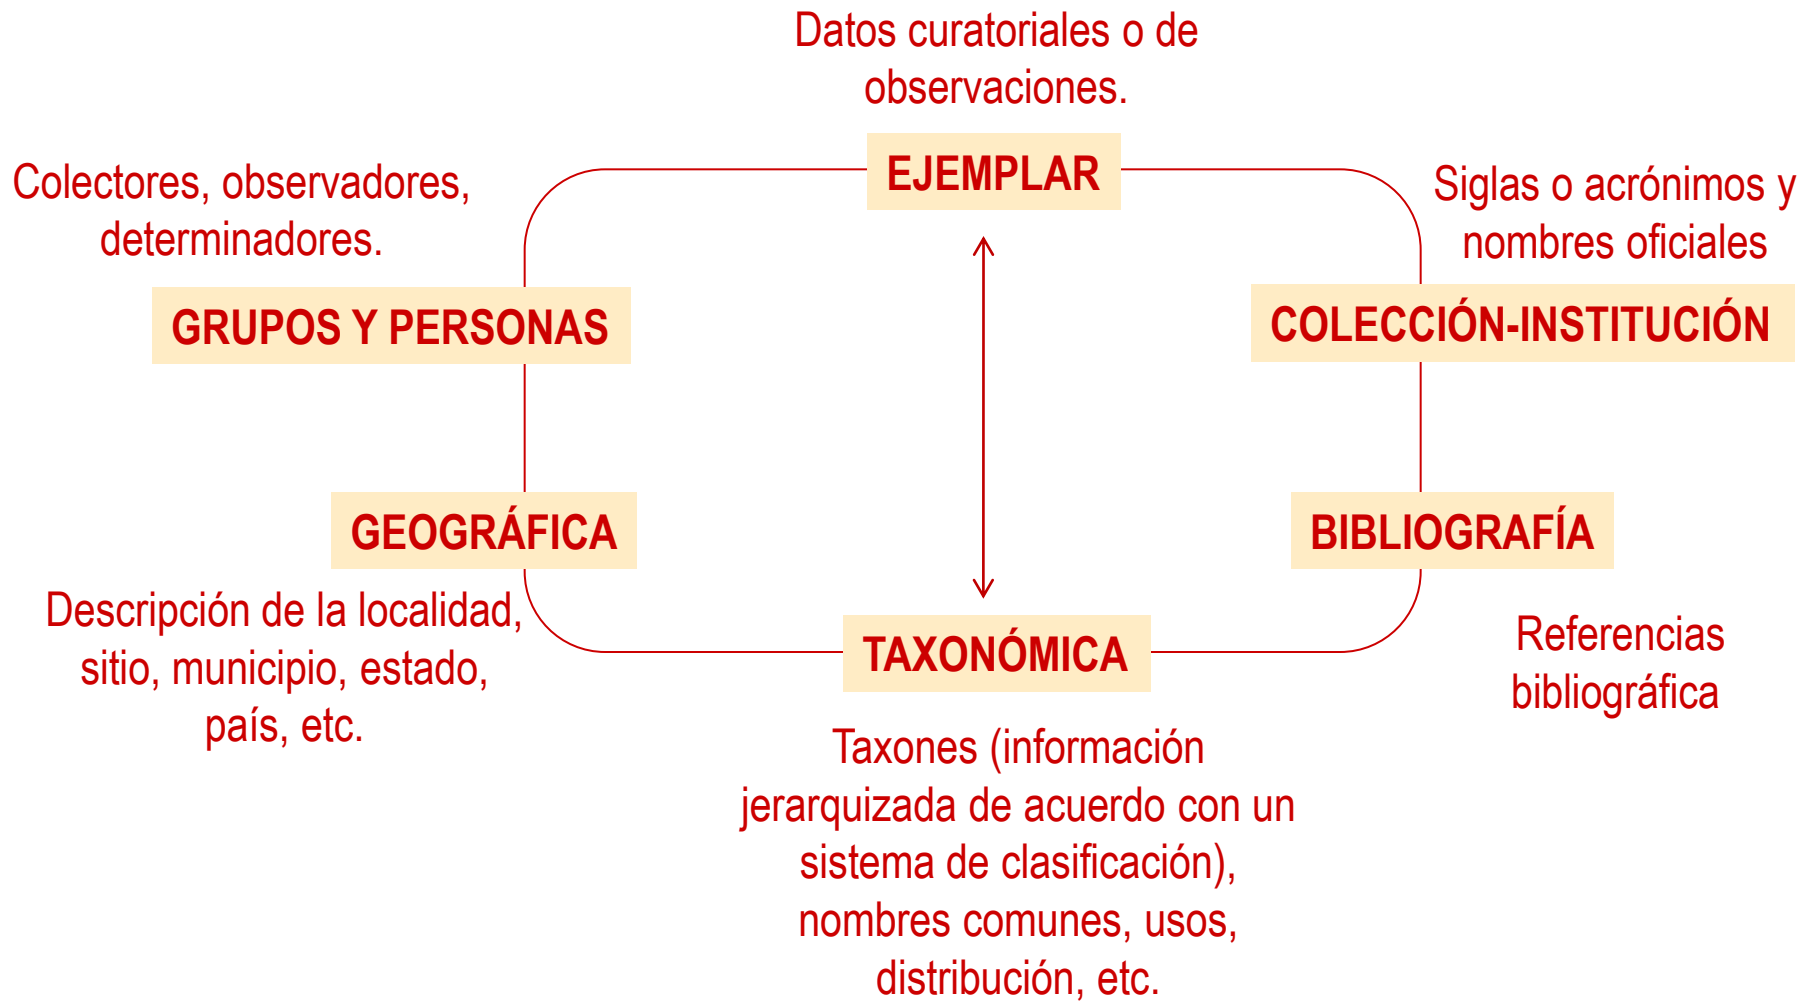 Datos curatoriales o de
observaciones.
EJEMPLAR
Colectores, observadores,
determinadores.
GRUPOS Y PERSONAS
Siglas o acrónimos y
nombres oficiales
COLECCIÓN-INSTITUCIÓN
GEOGRÁFICA
Descripción de la localidad,
sitio, municipio, estado,
país, etc.
BIBLIOGRAFÍA
Referencias
bibliográfica
TAXONÓMICA
Taxones (información
jerarquizada de acuerdo con un
sistema de clasificación),
nombres comunes, usos,
distribución, etc.